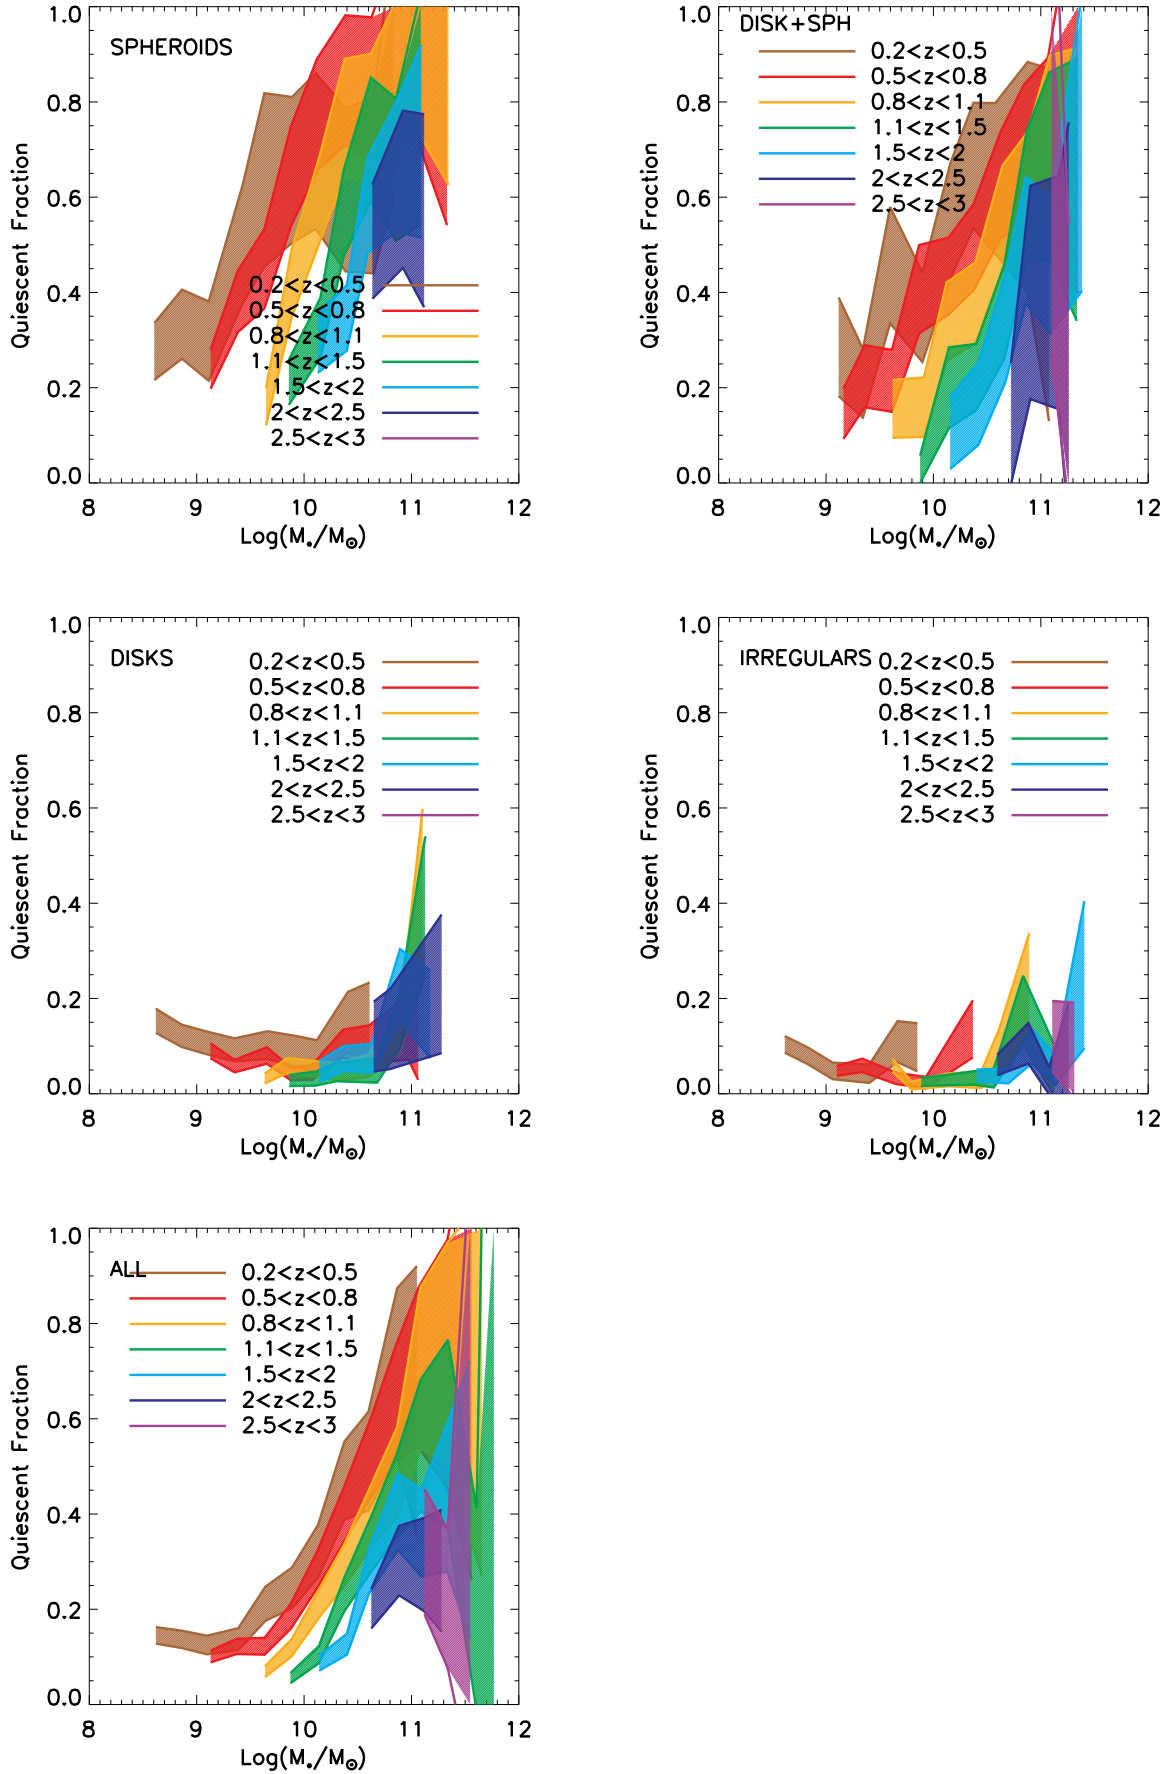 SPHEROIDS
Quiescent Fraction
1.0
0.8
0.6
0.4
0.2
0.0
0.2<z<0.5
0.5<z<0.8
0.8<z<1.1
1.1<z<1.5
1.5<z<2
2<z<2.5
2.5<z<3
8 9 10 11 12
Log(M*/M⊙)
DISK+SPH
Quiescent Fraction
1.0
0.8
0.6
0.4
0.2
0.0
0.2<z<0.5
0.5<z<0.8
0.8<z<1.1
1.1<z<1.5
1.5<z<2
2<z<2.5
2.5<z<3
8 9 10 11 12
Log(M*/M⊙)
DISKS
Quiescent Fraction
1.0
0.8
0.6
0.4
0.2
0.0
0.2<z<0.5
0.5<z<0.8
0.8<z<1.1
1.1<z<1.5
1.5<z<2
2<z<2.5
2.5<z<3
8 9 10 11 12
Log(M*/M⊙)
IRREGULARS
Quiescent Fraction
1.0
0.8
0.6
0.4
0.2
0.0
0.2<z<0.5
0.5<z<0.8
0.8<z<1.1
1.1<z<1.5
1.5<z<2
2<z<2.5
2.5<z<3
8 9 10 11 12
Log(M*/M⊙)
ALL
Quiescent Fraction
1.0
0.8
0.6
0.4
0.2
0.0
0.2<z<0.5
0.5<z<0.8
0.8<z<1.1
1.1<z<1.5
1.5<z<2
2<z<2.5
2.5<z<3
8 9 10 11 12
Log(M*/M⊙)